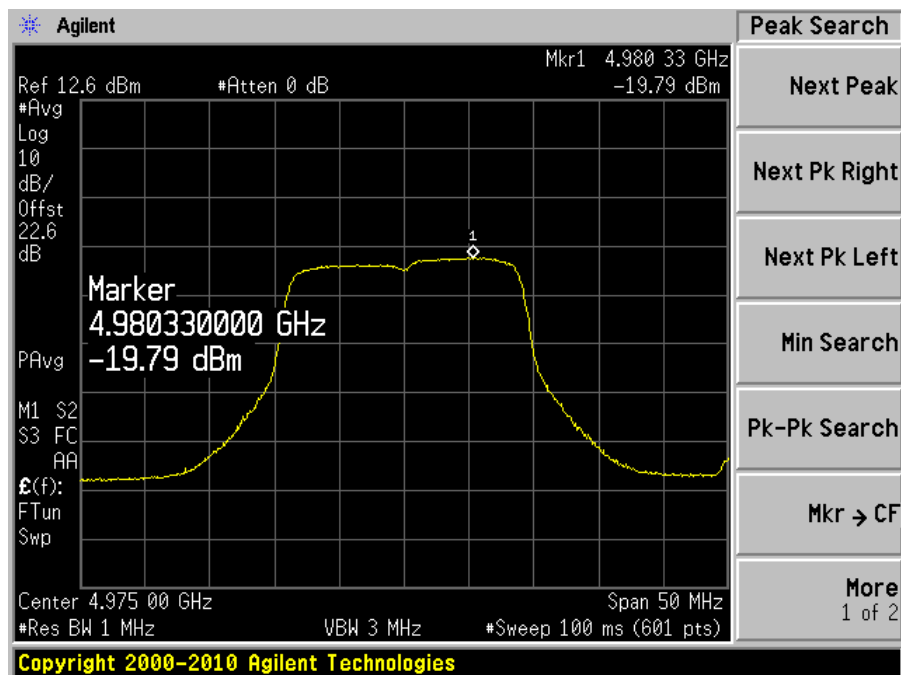 Agilent
Peak Search
Mkr1 4.980 33 GHz
Ref 12.6 dBm #Atten 0 dB -19.79 dBm
#Avg
Log
10
dB/
Offst
22.6
dB
1
Marker
4.980330000 GHz
-19.79 dBm
PAvg
M1 S2
S3 FC
AA
£(f):
FTun
Swp
Center 4.975 00 GHz Span 50 MHz
#Res BW 1 MHz VBW 3 MHz #Sweep 100 ms (601 pts)
Copyright 2000-2010 Agilent Technologies
Next Peak
Next Pk Right
Next Pk Left
Min Search
Pk-Pk Search
Mkr → CF
More
1 of 2